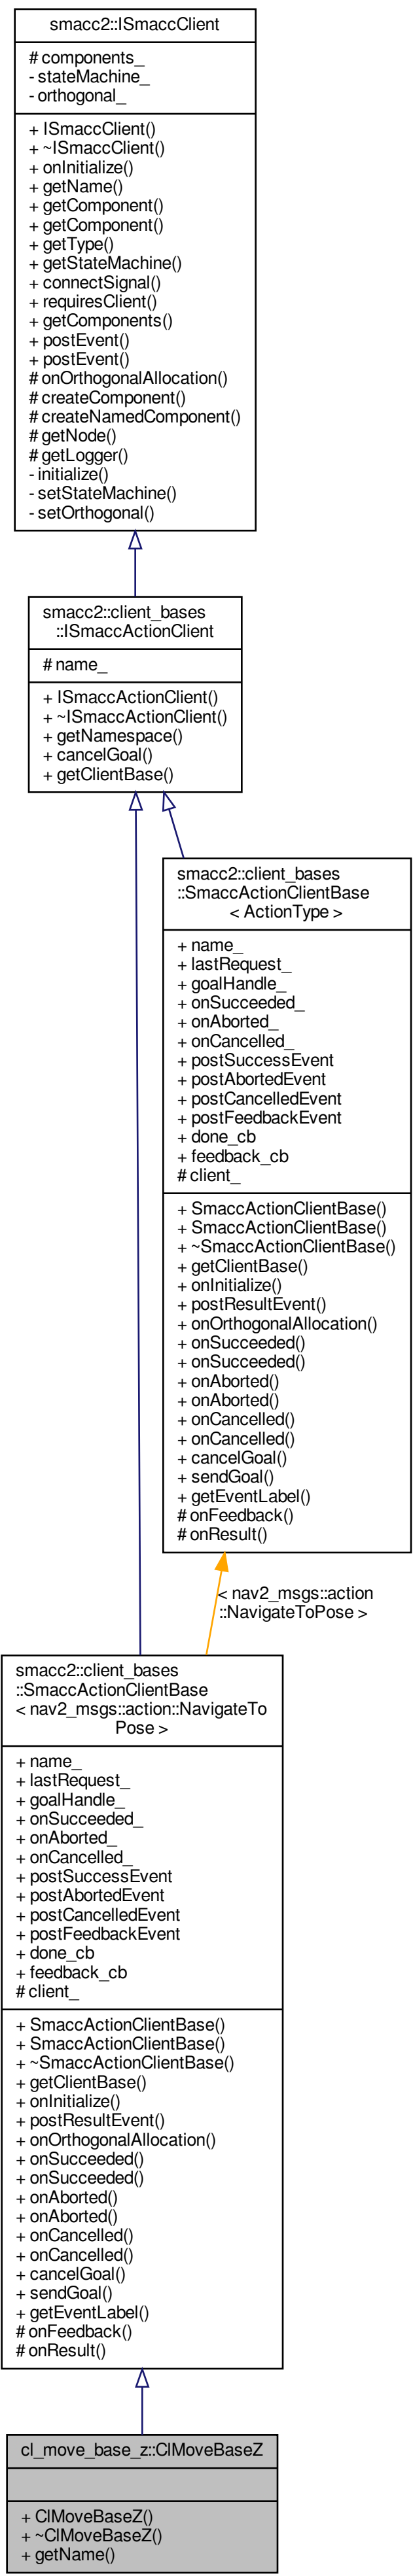 smacc2::ISmaccClient
# components_
- stateMachine_
- orthogonal_
+ ISmaccClient()
+ ~ISmaccClient()
+ onInitialize()
+ getName()
+ getComponent()
+ getComponent()
+ getType()
+ getStateMachine()
+ connectSignal()
+ requiresClient()
+ getComponents()
+ postEvent()
+ postEvent()
# onOrthogonalAllocation()
# createComponent()
# createNamedComponent()
# getNode()
# getLogger()
- initialize()
- setStateMachine()
- setOrthogonal()
smacc2::client_bases
::ISmaccActionClient
# name_
+ ISmaccActionClient()
+ ~ISmaccActionClient()
+ getNamespace()
+ cancelGoal()
+ getClientBase()
smacc2::client_bases
::SmaccActionClientBase
< ActionType >
+ name_
+ lastRequest_
+ goalHandle_
+ onSucceeded_
+ onAborted_
+ onCancelled_
+ postSuccessEvent
+ postAbortedEvent
+ postCancelledEvent
+ postFeedbackEvent
+ done_cb
+ feedback_cb
# client_
+ SmaccActionClientBase()
+ SmaccActionClientBase()
+ ~SmaccActionClientBase()
+ getClientBase()
+ onInitialize()
+ postResultEvent()
+ onOrthogonalAllocation()
+ onSucceeded()
+ onSucceeded()
+ onAborted()
+ onAborted()
+ onCancelled()
+ onCancelled()
+ cancelGoal()
+ sendGoal()
+ getEventLabel()
# onFeedback()
# onResult()
< nav2_msgs::action
::NavigateToPose >
smacc2::client_bases
::SmaccActionClientBase
< nav2_msgs::action::NavigateTo
Pose >
+ name_
+ lastRequest_
+ goalHandle_
+ onSucceeded_
+ onAborted_
+ onCancelled_
+ postSuccessEvent
+ postAbortedEvent
+ postCancelledEvent
+ postFeedbackEvent
+ done_cb
+ feedback_cb
# client_
+ SmaccActionClientBase()
+ SmaccActionClientBase()
+ ~SmaccActionClientBase()
+ getClientBase()
+ onInitialize()
+ postResultEvent()
+ onOrthogonalAllocation()
+ onSucceeded()
+ onSucceeded()
+ onAborted()
+ onAborted()
+ onCancelled()
+ onCancelled()
+ cancelGoal()
+ sendGoal()
+ getEventLabel()
# onFeedback()
# onResult()
cl_move_base_z::ClMoveBaseZ
+ ClMoveBaseZ()
+ ~ClMoveBaseZ()
+ getName()